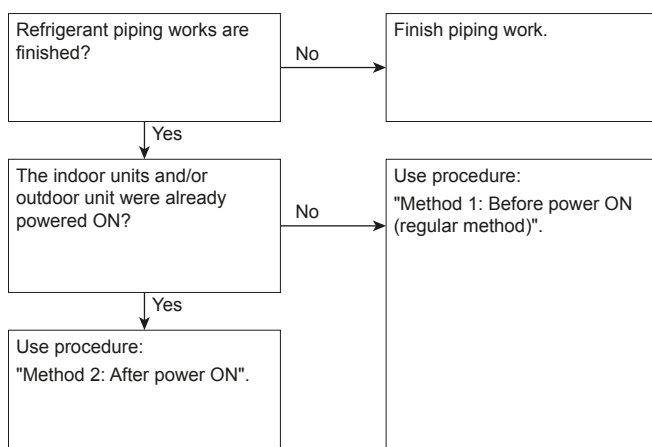 Refrigerant piping works are
finished?
No
Finish piping work.
Yes
The indoor units and/or
outdoor unit were already
powered ON?
No
Use procedure:
"Method 1: Before power ON
(regular method)".
Yes
Use procedure:
"Method 2: After power ON".